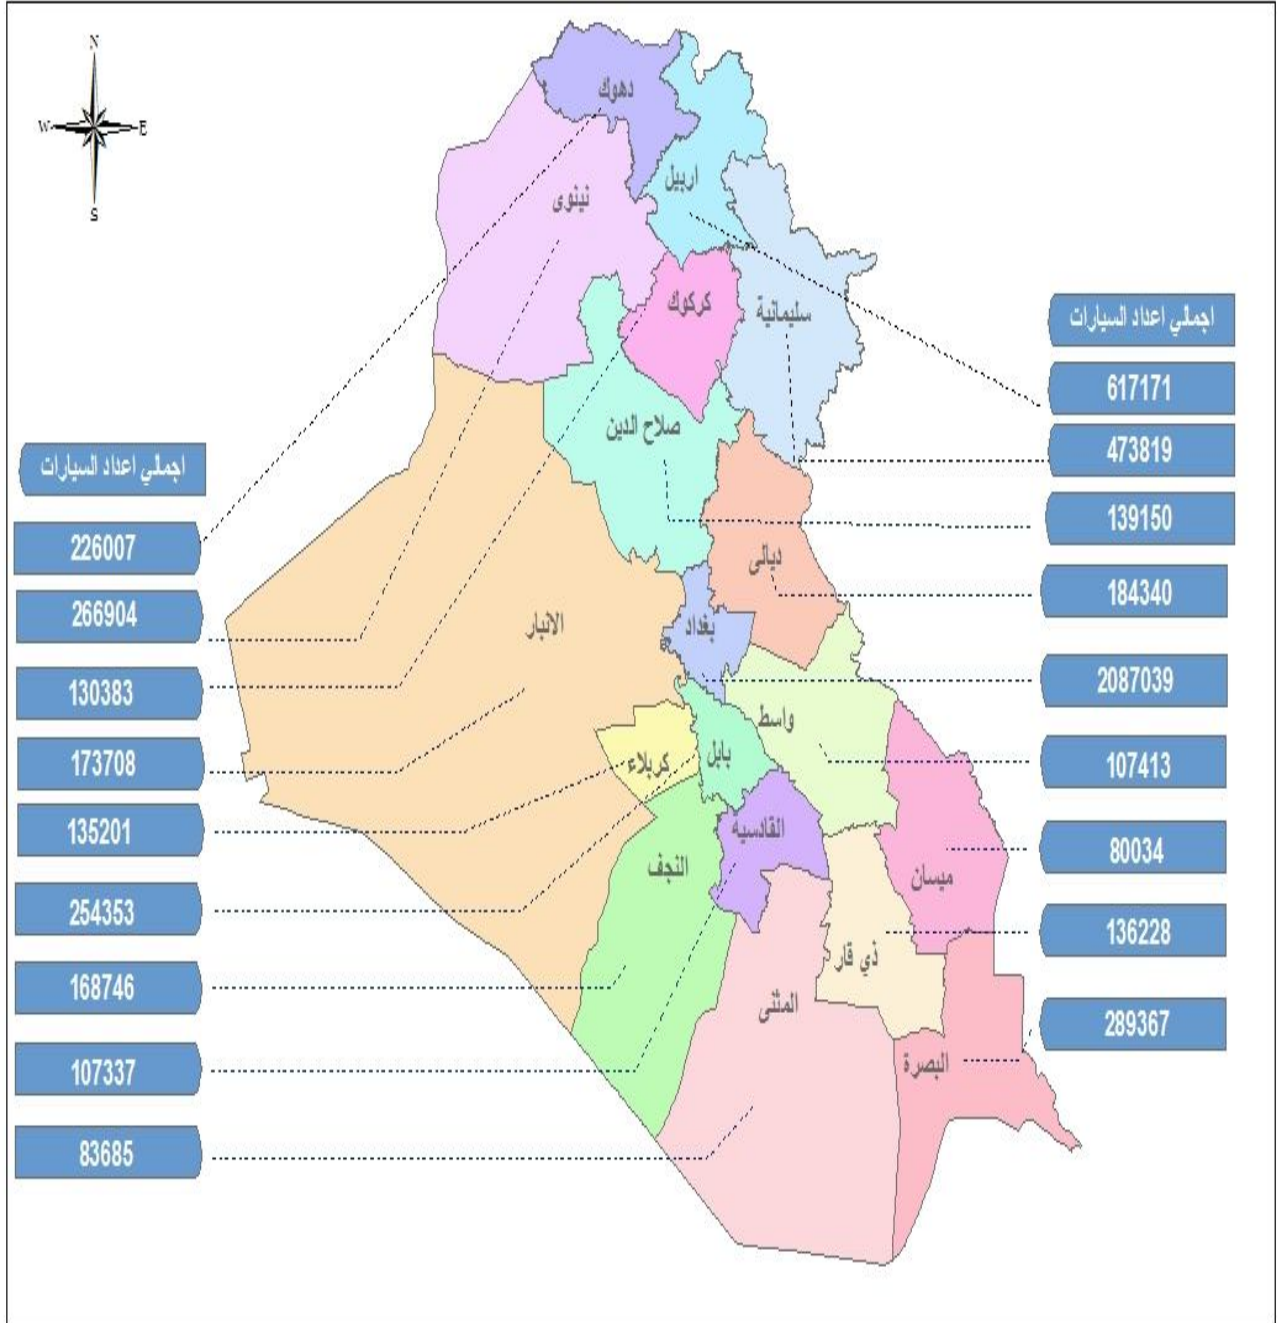 N
W
E
S
دهوك
اربيل
نينوى
كركوك
سليمانية
صلاح الدين
ديالى
الانبار
بغداد
واسط
كربلاء
بابل
القادسيه
النجف
ميسان
ذي قار
المثنى
البصرة
اجمالي اعداد السيارات
617171
473819
139150
184340
2087039
107413
80034
136228
289367
اجمالي اعداد السيارات
226007
266904
130383
173708
135201
254353
168746
107337
83685